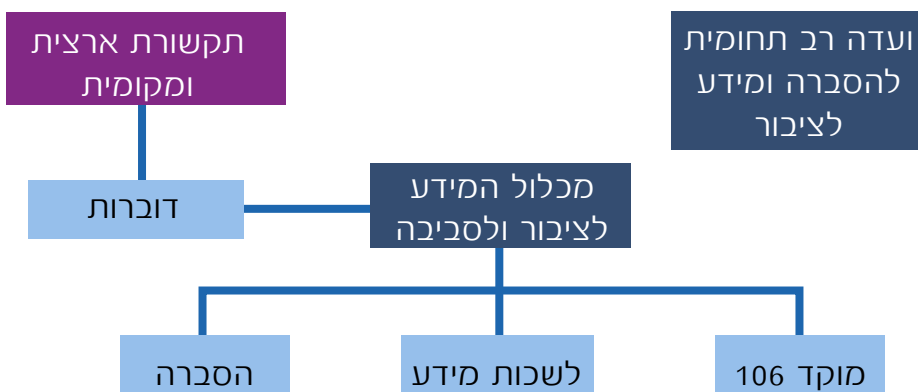 ועדה רב תחומית
להסברה ומידע
לציבור
תקשורת ארצית
ומקומית
מכלול המידע
לציבור ולסביבה
דוברות
מוקד 106
לשכות מידע
הסברה